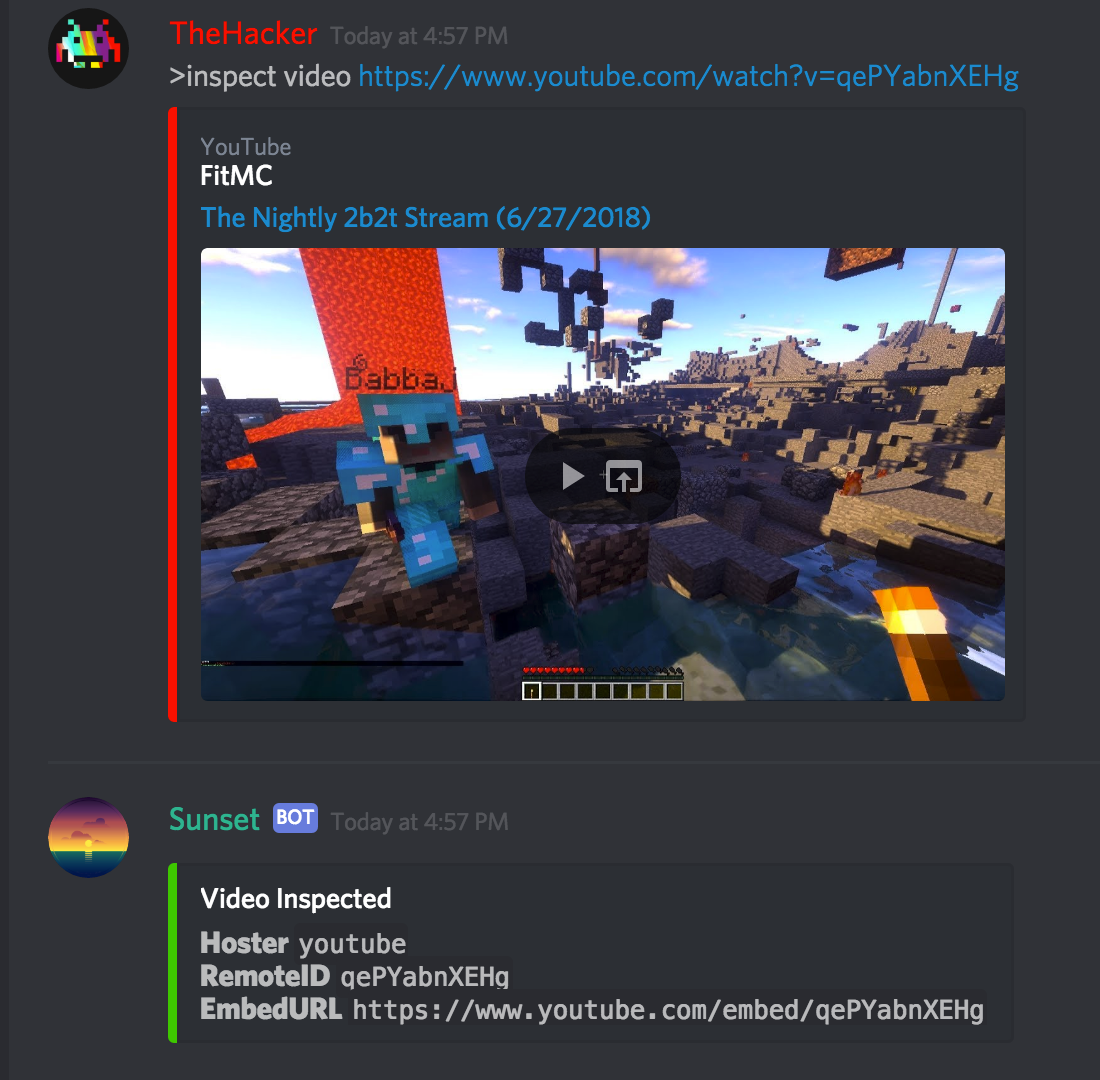 TheHacker Today at 4:57 PM
>inspect video https://www.youtube.com/watch?v=qePYabnXEHg
YouTube
FitMC
The Nightly 2b2t Stream (6/27/2018)
Babbaj
Sunset BOT Today at 4:57 PM
Video Inspected
Hoster youtube
RemoteID qePYabnXEHg
EmbedURL https://www.youtube.com/embed/qePYabnXEHg